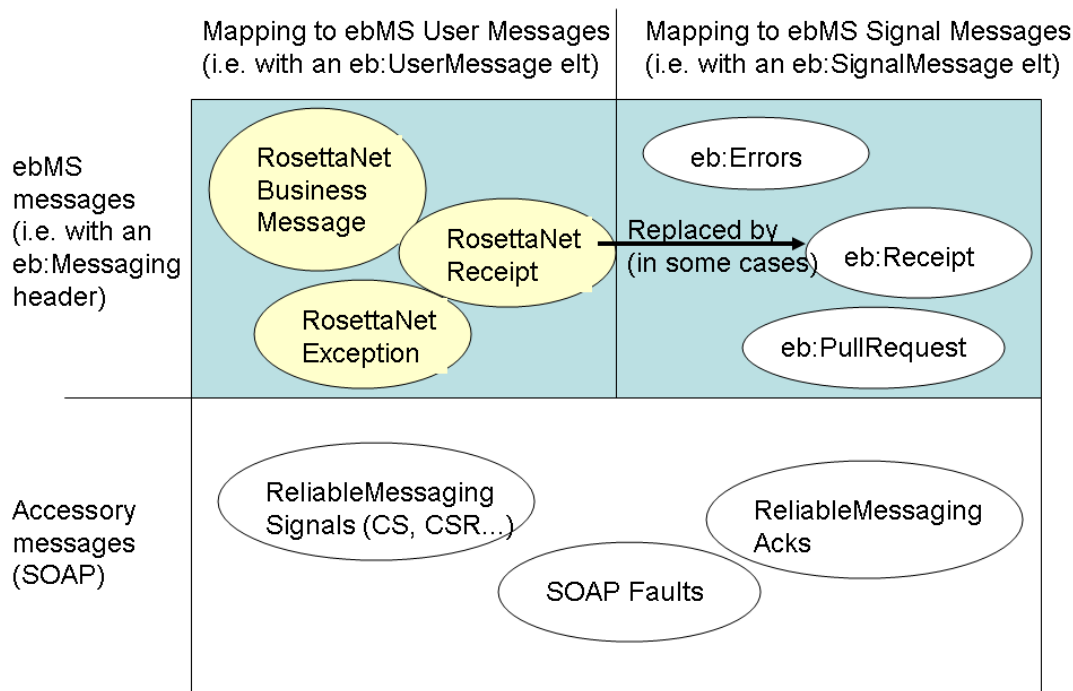 Mapping to ebMS User Messages
(i.e. with an eb:UserMessage elt)
Mapping to ebMS Signal Messages
(i.e. with an eb:SignalMessage elt)
ebMS
messages
(i.e. with an
eb:Messaging
header)
RosettaNet
Business
Message
RosettaNet
Receipt
RosettaNet
Exception
Replaced by
(in some cases)
eb:Errors
eb:Receipt
eb:PullRequest
Accessory
messages
(SOAP)
ReliableMessaging
Signals (CS, CSR...)
SOAP Faults
ReliableMessaging
Acks